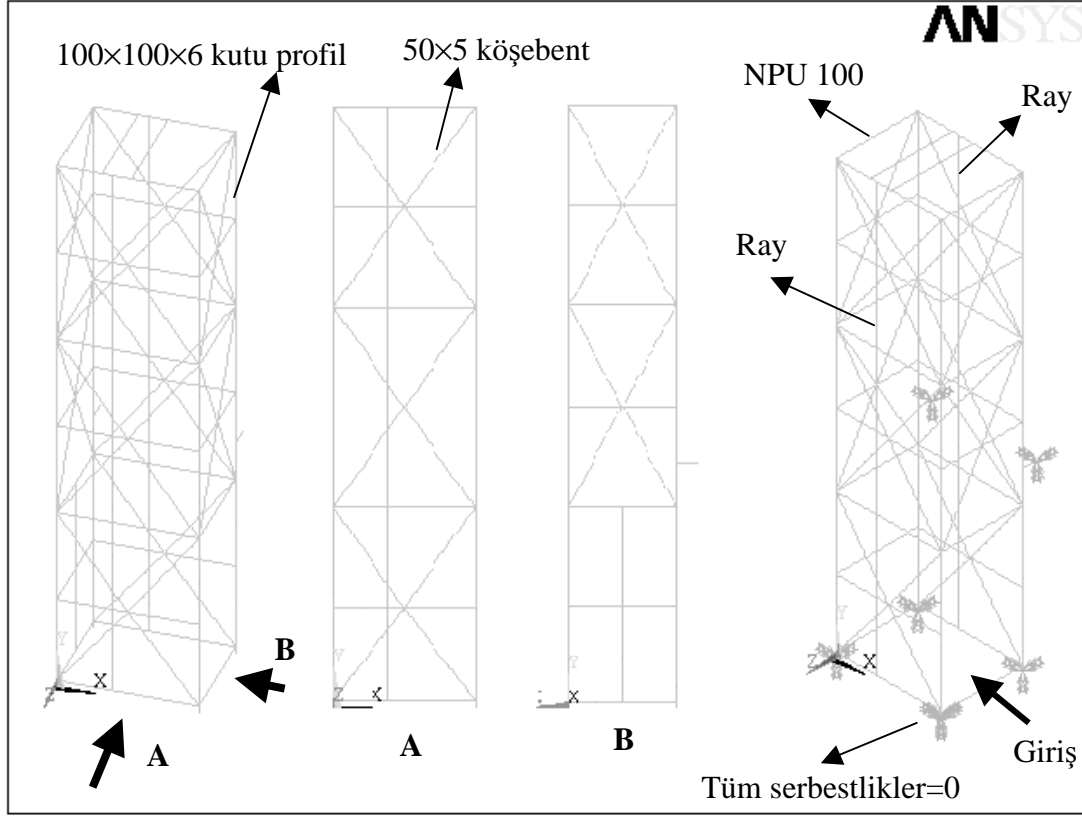 ANSYS
100×100×6 kutu profil
50×5 köşebent
NPU 100
Ray
Ray
B
Y
Z X
A
Y
Z X
A
Y
X
B
Y
Z X
Giriş
Tüm serbestlikler=0